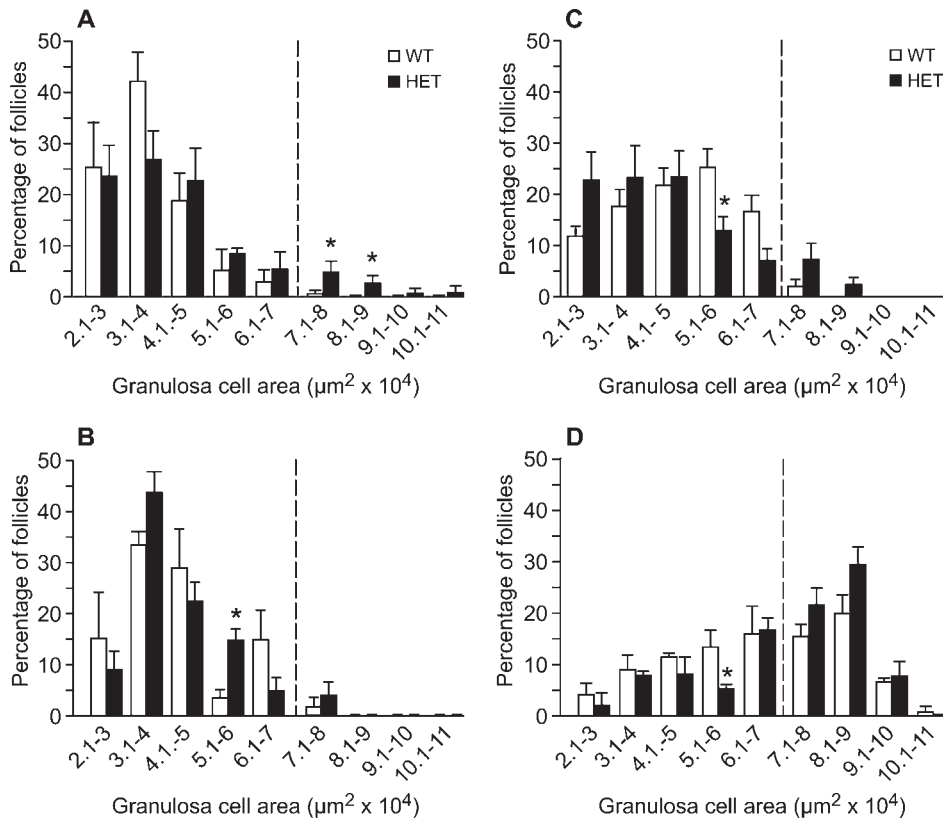 A
Percentage of follicles
50
40
30
20
10
0
WT
HET
* *
2.1-3 3.1-4 4.1.-5 5.1-6 6.1-7 7.1-8 8.1-9 9.1-10 10.1-11
Granulosa cell area (µm² x 10⁴)
C
Percentage of follicles
50
40
30
20
10
0
WT
HET
*
2.1-3 3.1- 4 4.1.- 5 5.1-6 6.1-7 7.1-8 8.1-9 9.1-10 10.1-11
Granulosa cell area (µm² x 10⁴)
B
Percentage of follicles
50
40
30
20
10
0
*
2.1-3 3.1-4 4.1.-5 5.1-6 6.1-7 7.1-8 8.1-9 9.1-10 10.1-11
Granulosa cell area (µm² x 10⁴)
D
Percentage of follicles
50
40
30
20
10
0
*
2.1-3 3.1-4 4.1.-5 5.1-6 6.1-7 7.1-8 8.1-9 9.1-10 10.1-11
Granulosa cell area (µm² x 10⁴)